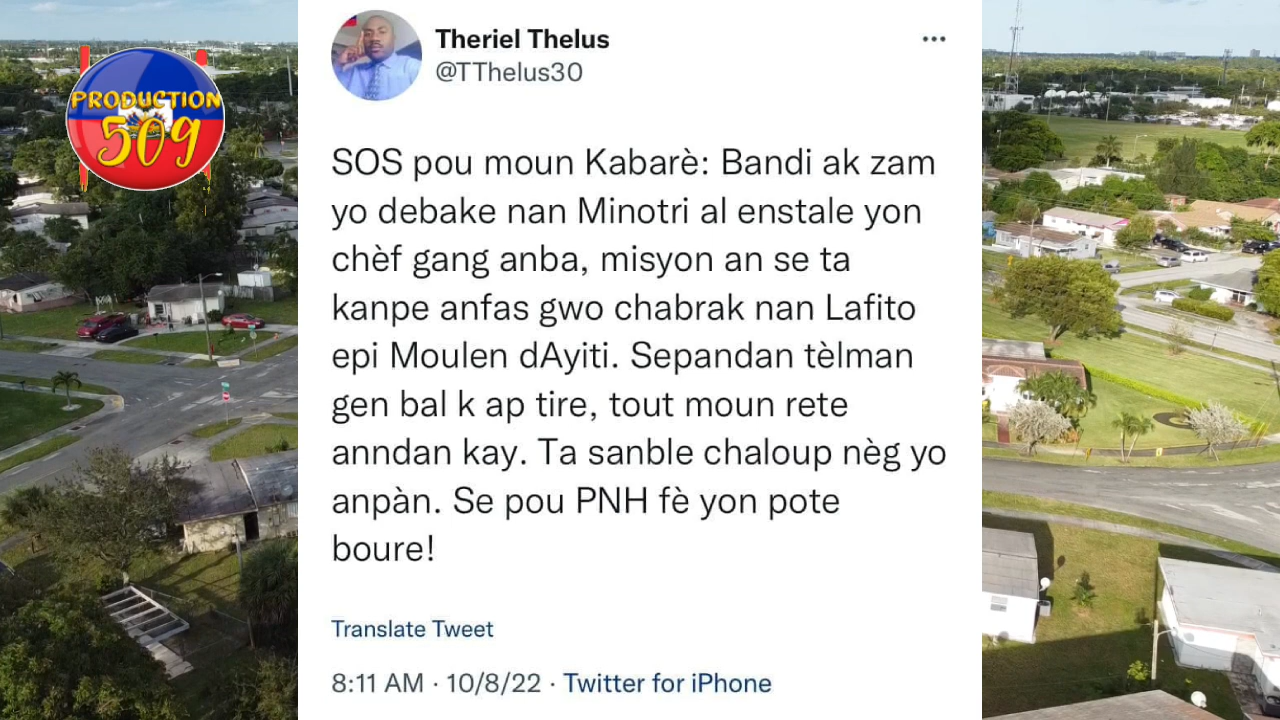 PRODUCTION
509
Theriel Thelus
@TThelus30
SOS pou moun Kabarè: Bandi ak zam
yo debake nan Minotri al enstale yon
chèf gang anba, misyon an se ta
kanpe anfas gwo chabrak nan Lafito
epi Moulen dAyiti. Sepandan tèlman
gen bal k ap tire, tout moun rete
anndan kay. Ta sanble chaloup nèg yo
anpàn. Se pou PNH fè yon pote
boure!
Translate Tweet
8:11 AM · 10/8/22 · Twitter for iPhone